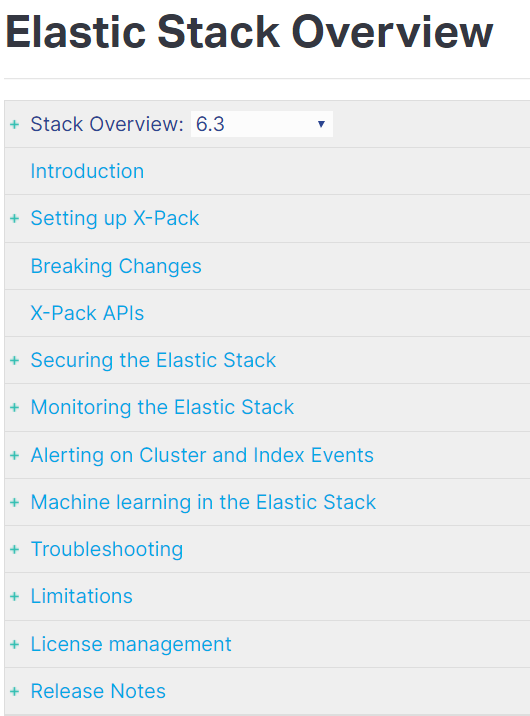 Elastic Stack Overview
+ Stack Overview: 6.3 ▼
Introduction
+ Setting up X-Pack
Breaking Changes
X-Pack APIs
+ Securing the Elastic Stack
+ Monitoring the Elastic Stack
+ Alerting on Cluster and Index Events
+ Machine learning in the Elastic Stack
+ Troubleshooting
+ Limitations
+ License management
+ Release Notes